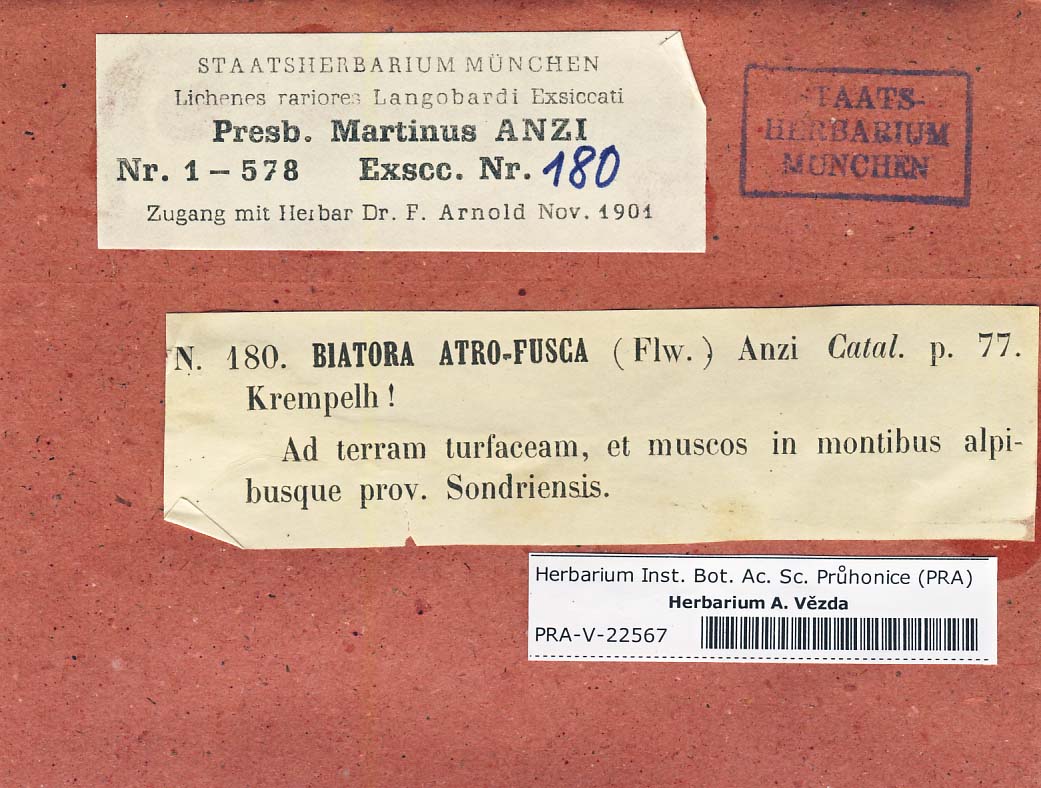 STAATSHERBARIUM MÜNCHEN
Lichenes rariores Langobardi Exsiccati
Presb. Martinus ANZI
Nr. 1 – 578 Exscc. Nr. 180
Zugang mit Herbar Dr. F. Arnold Nov. 1901
STAATS-
HERBARIUM
MÜNCHEN
N. 180. BIATORA ATRO-FUSCA (Flw.) Anzi Catal. p. 77.
Krempelh!
Ad terram turfaceam, et muscos in montibus alpi-
busque prov. Sondriensis.
Herbarium Inst. Bot. Ac. Sc. Průhonice (PRA)
Herbarium A. Vězda
PRA-V-22567